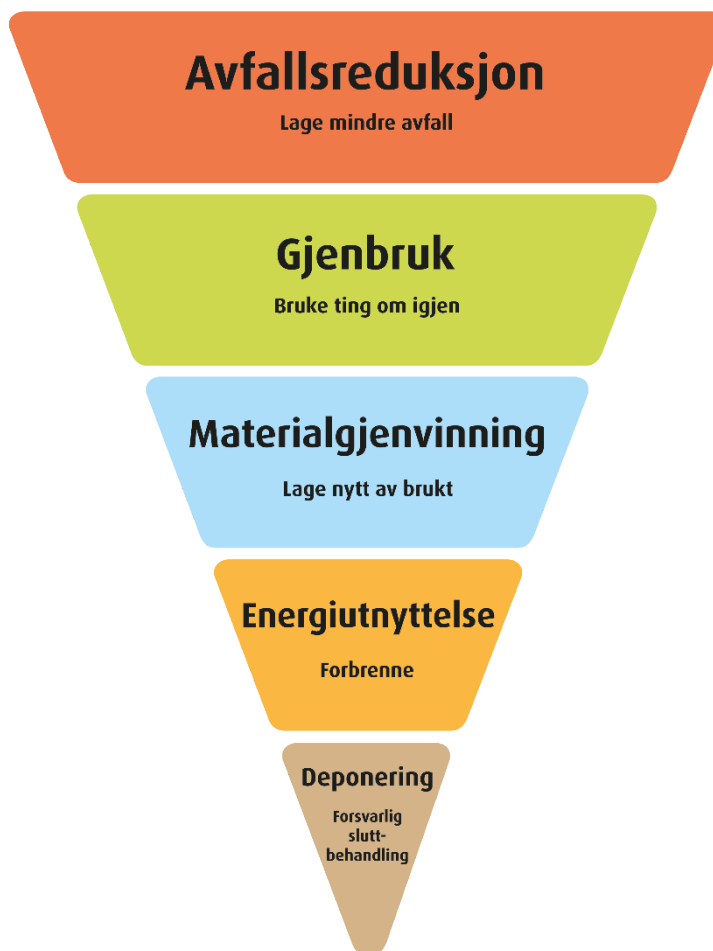 Avfallsreduksjon
Lage mindre avfall
Gjenbruk
Bruke ting om igjen
Materialgjenvinning
Lage nytt av brukt
Energiutnyttelse
Forbrenne
Deponering
Forsvarlig
slutt-
behandling